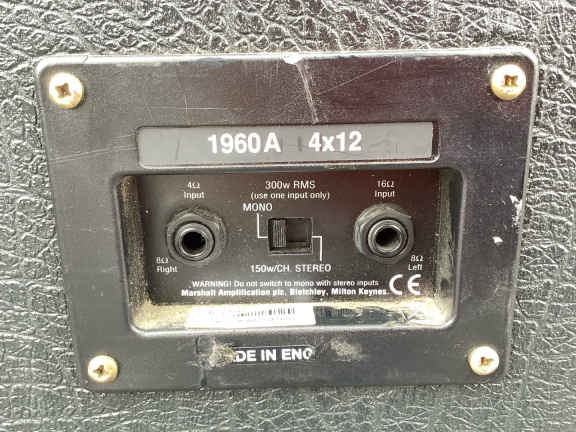 1960A 4x12
4Ω Input
300w RMS
(use one input only)
16Ω Input
MONO
8Ω Right
150w/CH. STEREO
8Ω Left
WARNING! Do not switch to mono with stereo inputs
Marshall Amplification plc. Bletchley, Milton Keynes.
CE
DE IN ENG